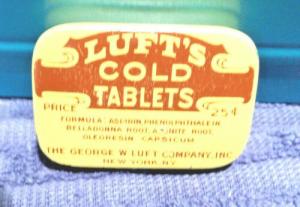 LUFT'S
COLD
TABLETS
PRICE 25¢
FORMULA: ASPIRIN, PHENOLPHTHALEIN
BELLADONNA ROOT, ACONITE ROOT,
OLEORESIN CAPSICUM
THE GEORGE W. LUFT COMPANY, INC.
NEW YORK, N.Y.